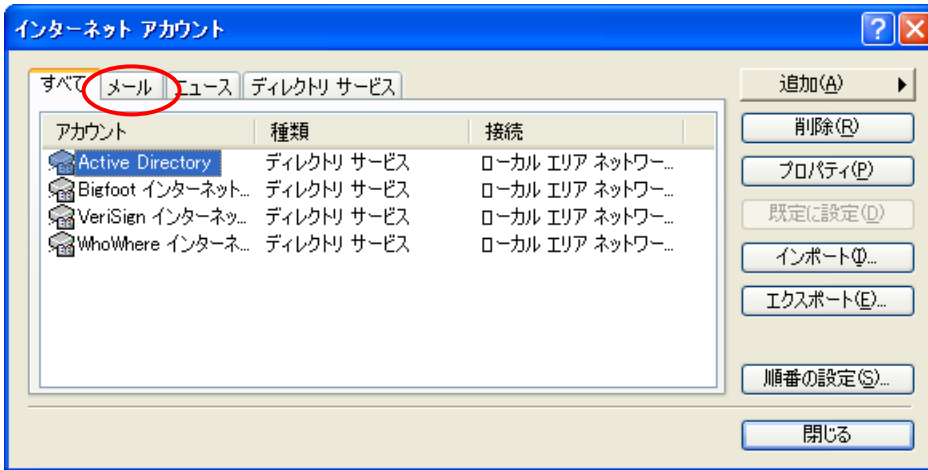 インターネット アカウント
すべて メール ニュース ディレクトリ サービス
アカウント 種類 接続
Active Directory ディレクトリ サービス ローカル エリア ネットワー...
Bigfoot インターネット... ディレクトリ サービス ローカル エリア ネットワー...
VeriSign インターネッ... ディレクトリ サービス ローカル エリア ネットワー...
WhoWhere インターネ... ディレクトリ サービス ローカル エリア ネットワー...
追加(A)
削除(R)
プロパティ(P)
既定に設定(D)
インポート(I)...
エクスポート(E)...
順番の設定(S)...
閉じる